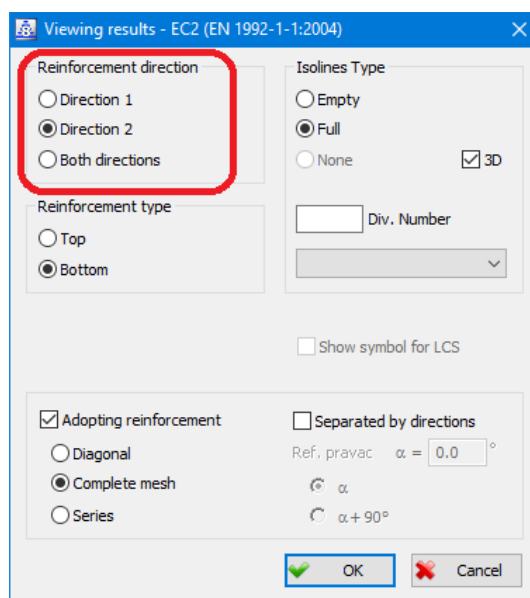 Viewing results - EC2 (EN 1992-1-1:2004)
Reinforcement direction
Direction 1
Direction 2
Both directions
Isolines Type
Empty
Full
None
3D
Div. Number
Reinforcement type
Top
Bottom
Show symbol for LCS
Adopting reinforcement
Diagonal
Complete mesh
Series
Separated by directions
Ref. pravac α = 0.0 °
α
α+90°
OK
Cancel